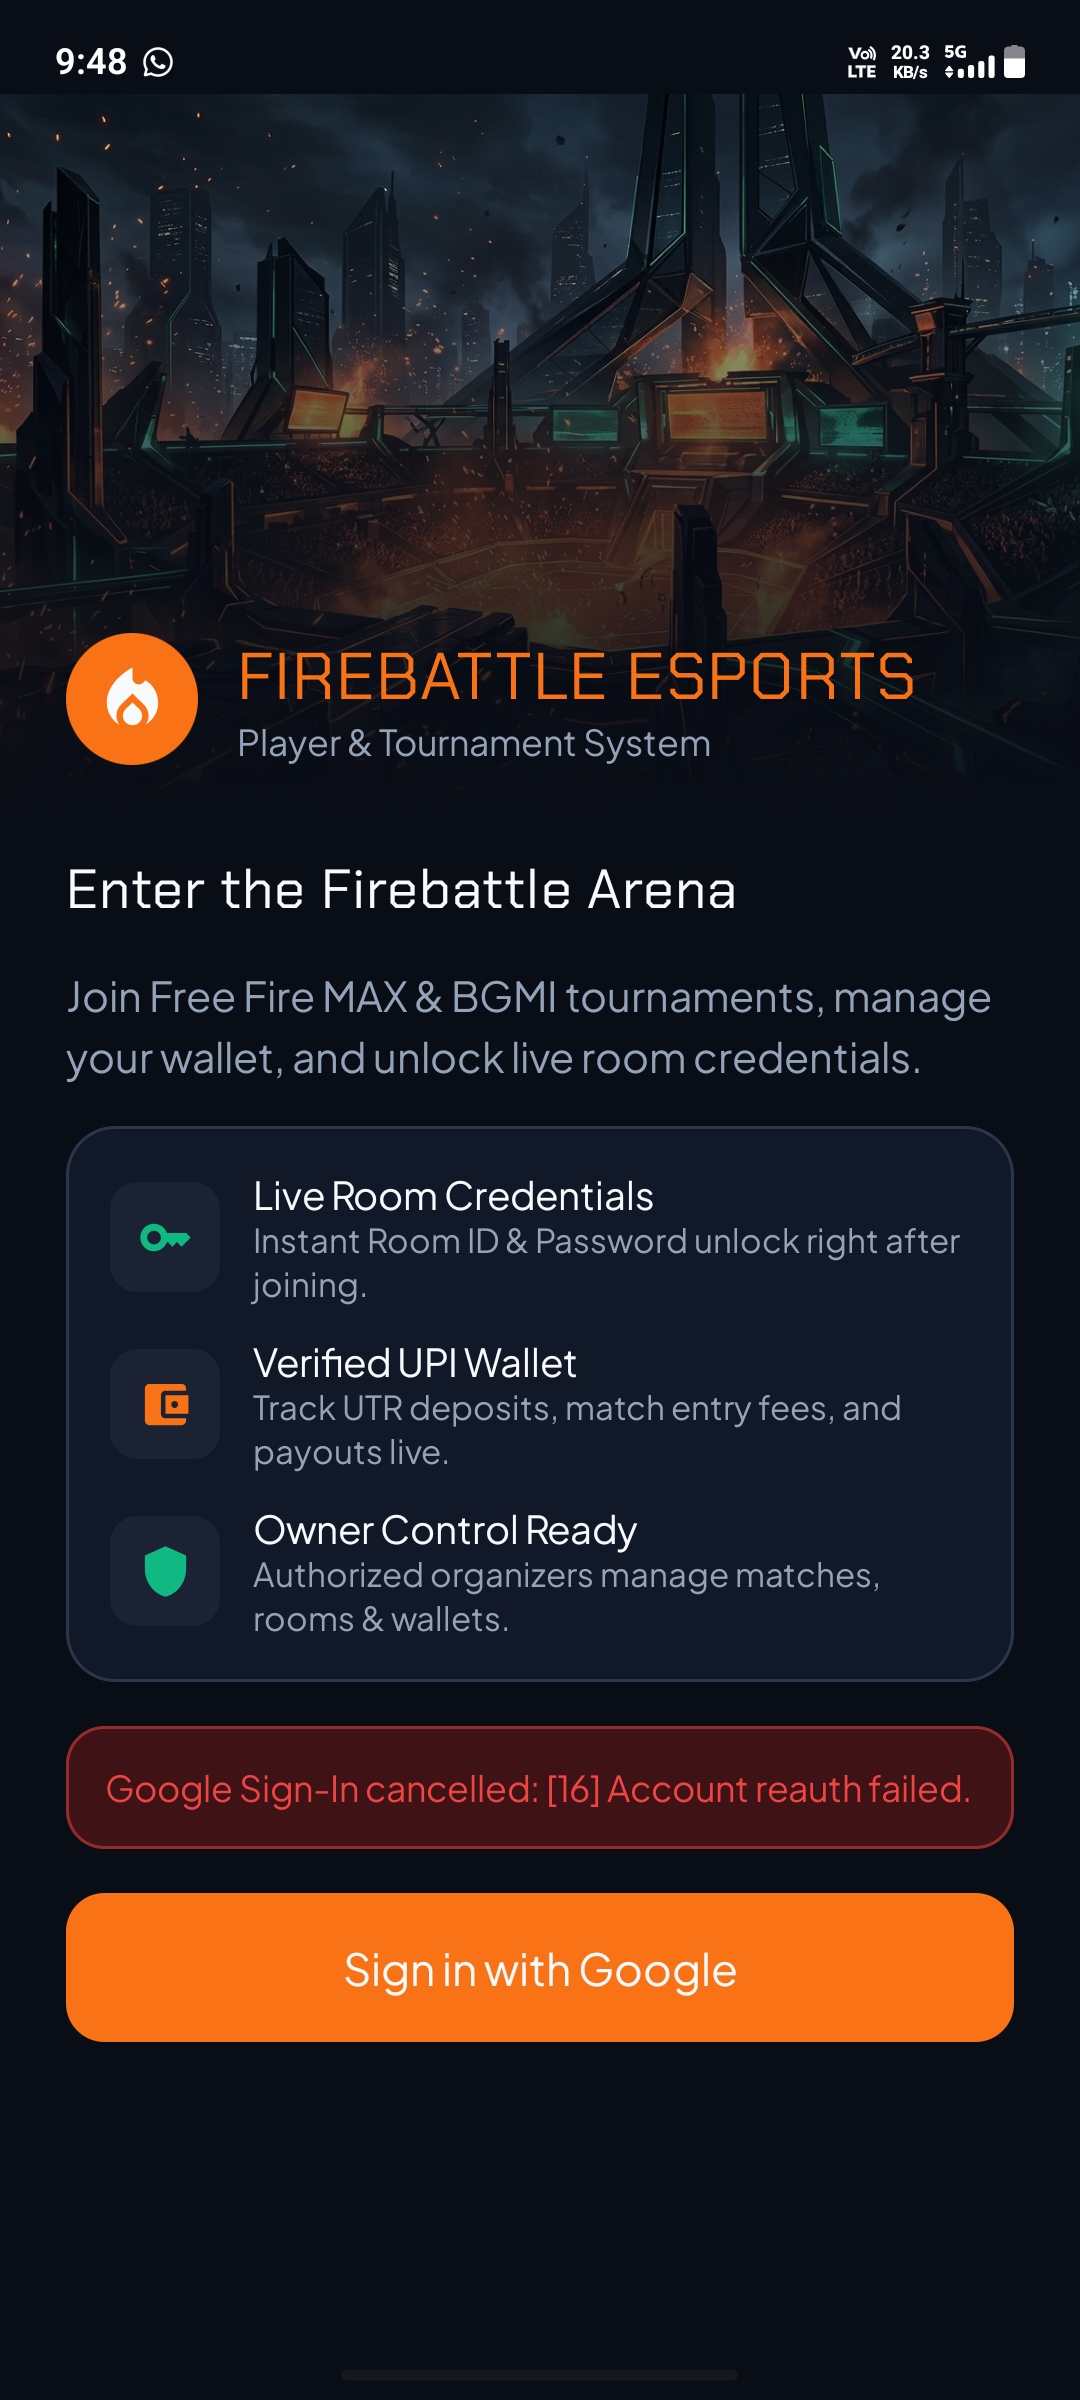 9:48
Vo)) LTE
20.3 KB/s
5G
FIREBATTLE ESPORTS
Player & Tournament System
Enter the Firebattle Arena
Join Free Fire MAX & BGMI tournaments, manage
your wallet, and unlock live room credentials.
Live Room Credentials
Instant Room ID & Password unlock right after
joining.
Verified UPI Wallet
Track UTR deposits, match entry fees, and
payouts live.
Owner Control Ready
Authorized organizers manage matches,
rooms & wallets.
Google Sign-In cancelled: [16] Account reauth failed.
Sign in with Google